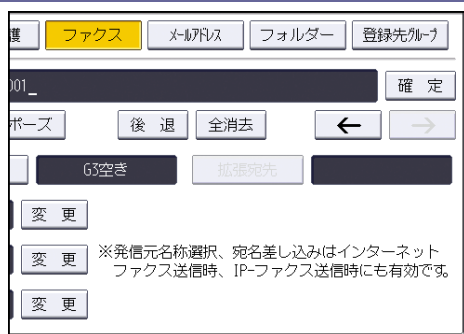 護 ファクス メールアドレス フォルダー 登録先グループ
001_ 確 定
ポーズ 後 退 全消去 ← →
G3空き 拡張宛先
変 更
変 更 ※発信元名称選択、宛名差し込みはインターネット
ファクス送信時、IP-ファクス送信時にも有効です。
変 更